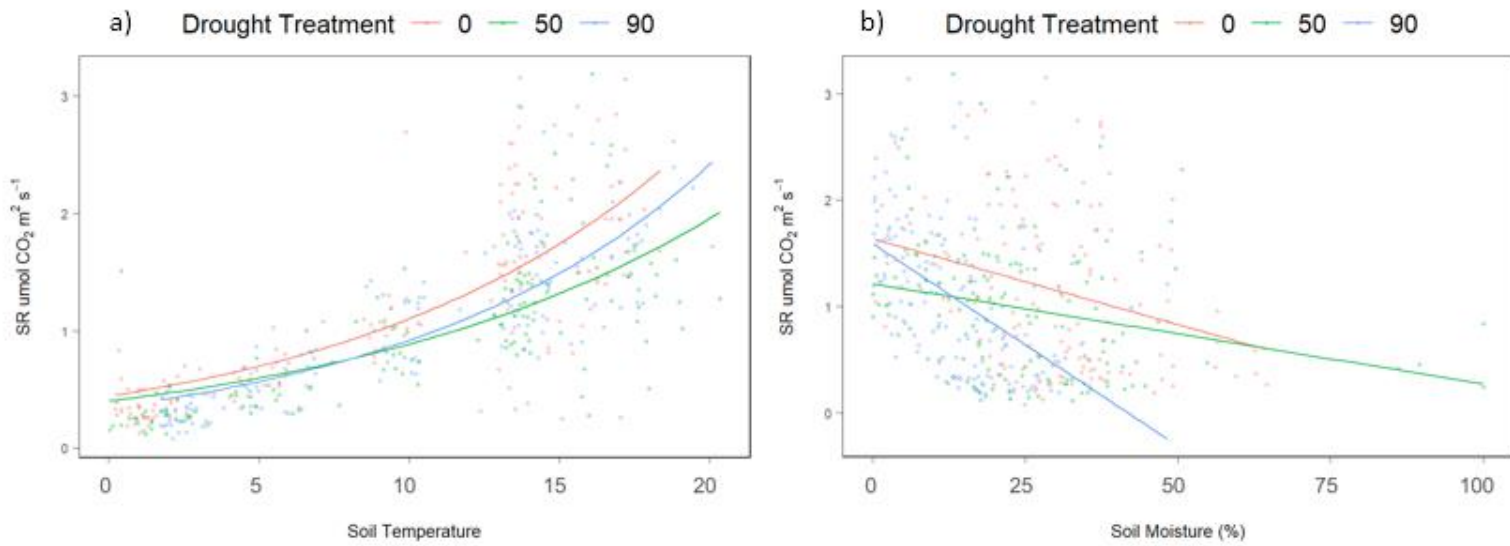 a) Drought Treatment 0 50 90
3
2
1
0
SR umol CO₂ m² s⁻¹
0 5 10 15 20
Soil Temperature
b) Drought Treatment 0 50 90
3
2
1
0
SR umol CO₂ m² s⁻¹
0 25 50 75 100
Soil Moisture (%)